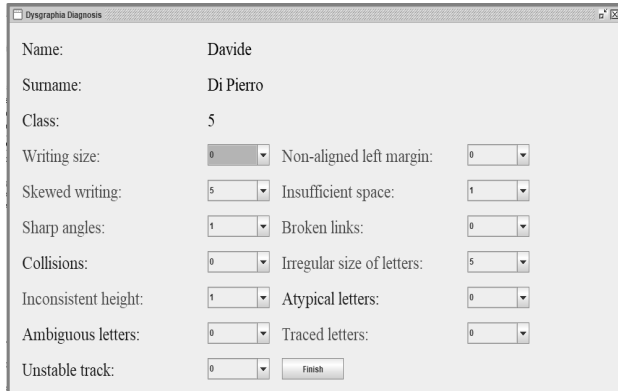 Dysgraphia Diagnosis
Name: Davide
Surname: Di Pierro
Class: 5
Writing size: 0 Non-aligned left margin: 0
Skewed writing: 5 Insufficient space: 1
Sharp angles: 1 Broken links: 0
Collisions: 0 Irregular size of letters: 5
Inconsistent height: 1 Atypical letters: 0
Ambiguous letters: 0 Traced letters: 0
Unstable track: 0 Finish